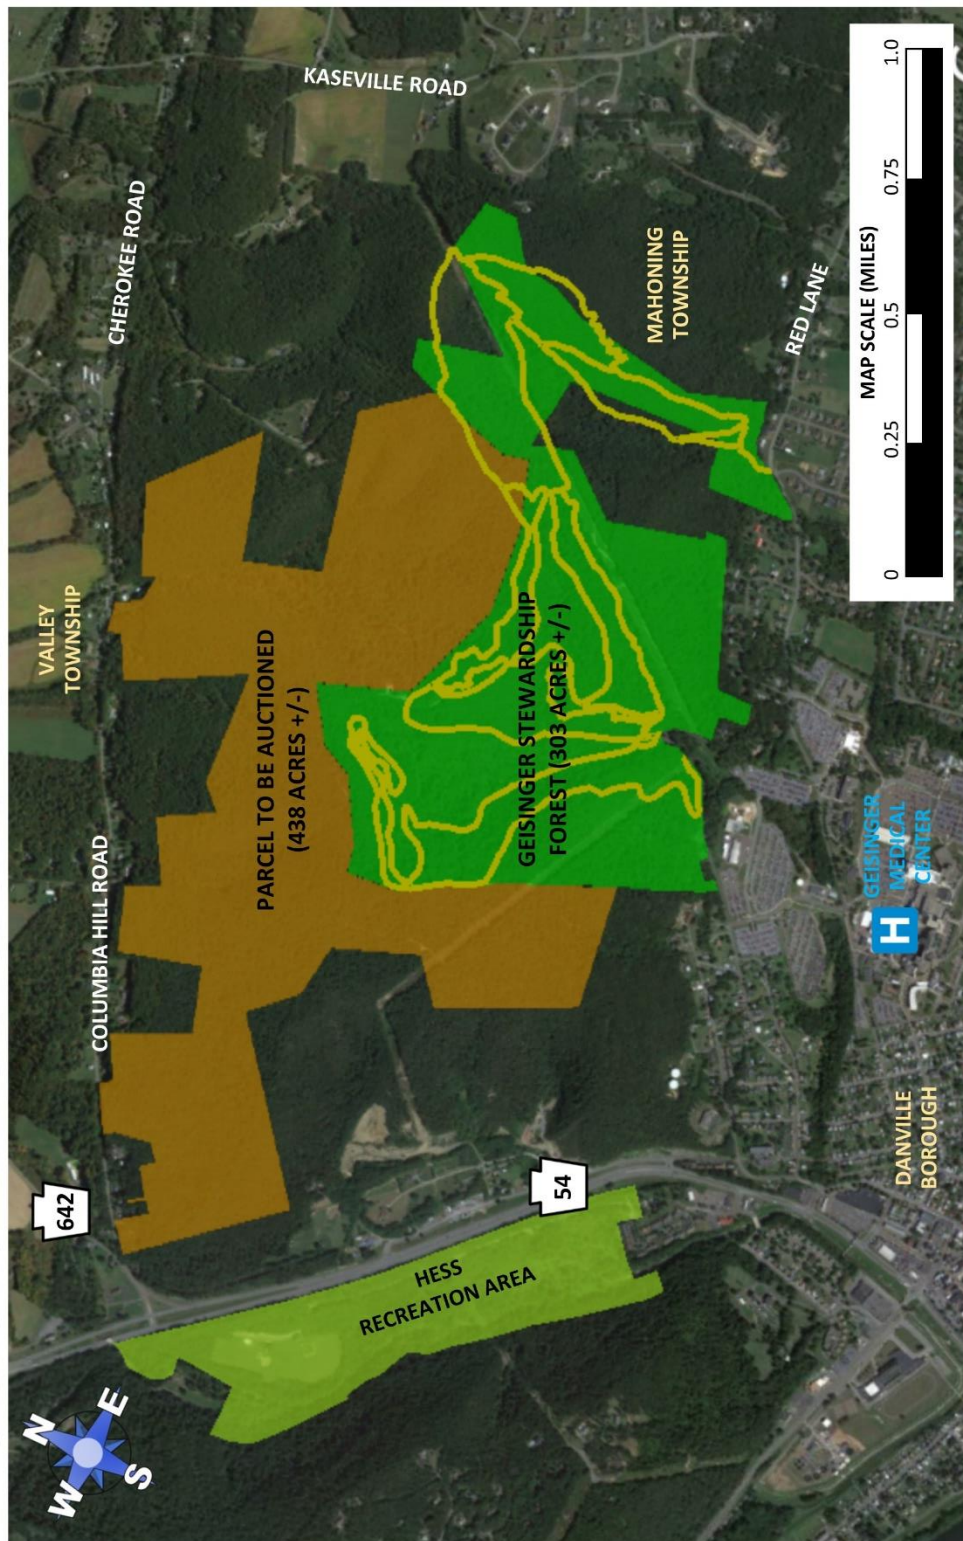 642
COLUMBIA HILL ROAD
VALLEY
TOWNSHIP
CHEROKEE ROAD
KASEVILLE ROAD
PARCEL TO BE AUCTIONED
(438 ACRES +/-)
HESS
RECREATION AREA
54
GEISINGER STEWARDSHIP
FOREST (303 ACRES +/-)
MAHONING
TOWNSHIP
RED LANE
DANVILLE
BOROUGH
H
GEISINGER
MEDICAL
CENTER
MAP SCALE (MILES)
0 0.25 0.5 0.75 1.0
N
E
S
W